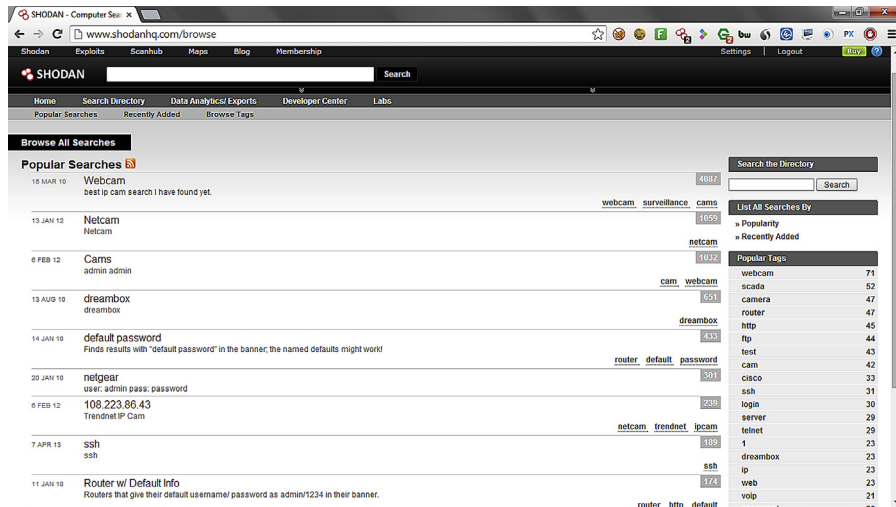 SHODAN - Computer Sea ×
www.shodanhq.com/browse
Shodan Exploits Scanhub Maps Blog Membership Settings Logout Buy
SHODAN Search
Home Search Directory Data Analytics/ Exports Developer Center Labs
Popular Searches Recently Added Browse Tags
Browse All Searches
Popular Searches
15 MAR 10 Webcam 4087
best ip cam search I have found yet.
webcam surveillance cams
13 JAN 12 Netcam 1059
Netcam
netcam
6 FEB 12 Cams 1032
admin admin
cam webcam
13 AUG 10 dreambox 651
dreambox
dreambox
14 JAN 10 default password 433
Finds results with "default password" in the banner; the named defaults might work!
router default password
20 JAN 10 netgear 301
user: admin pass: password
6 FEB 12 108.223.86.43 239
Trendnet IP Cam
netcam trendnet ipcam
7 APR 13 ssh 189
ssh
ssh
11 JAN 10 Router w/ Default Info 174
Routers that give their default username/ password as admin/1234 in their banner.
router http default
Search the Directory
Search
List All Searches By
» Popularity
» Recently Added
Popular Tags
webcam 71
scada 52
camera 47
router 47
http 45
ftp 44
test 43
cam 42
cisco 33
ssh 31
login 30
server 29
telnet 29
1 23
dreambox 23
ip 23
web 23
voip 21